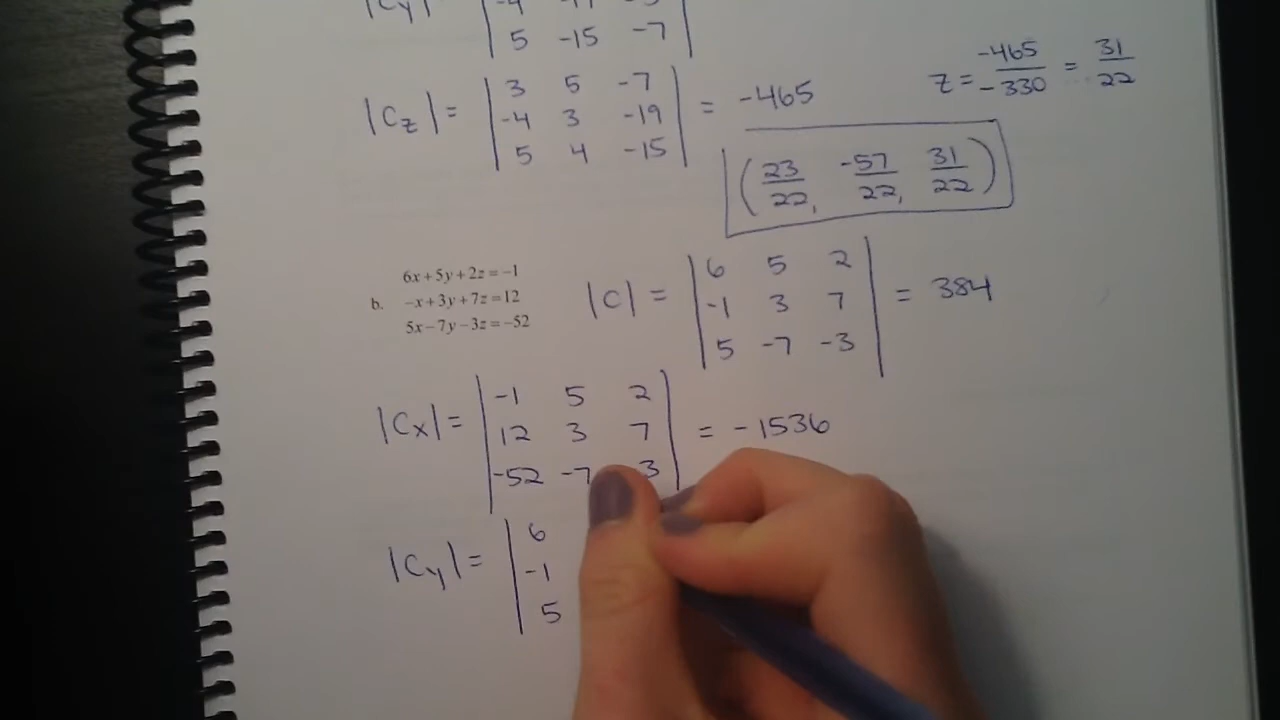 |Cy|
5 -15 -7
|Cz| = 3 5 -7
-4 3 -19
5 4 -15
= -465
z = -465/-330 = 31/22
(23/22, -57/22, 31/22)
b.
6x+5y+2z=-1
-x+3y+7z=12
5x-7y-3z=-52
|C| = 6 5 2
-1 3 7
5 -7 -3
= 384
|Cx| = -1 5 2
12 3 7
-52 -7 3
= -1536
|Cy| = 6
-1
5